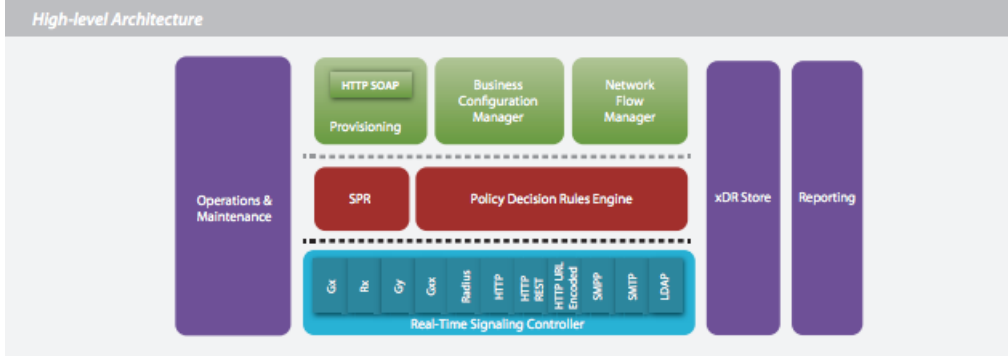 High-level Architecture
Operations &
Maintenance
HTTP SOAP
Provisioning
Business
Configuration
Manager
Network
Flow
Manager
SPR
Policy Decision Rules Engine
xDR Store
Reporting
Gx
Rx
Gy
Gxx
Radius
HTTP
HTTP
REST
HTTP URL
Encoded
SMPP
SMTP
LDAP
Real-Time Signaling Controller